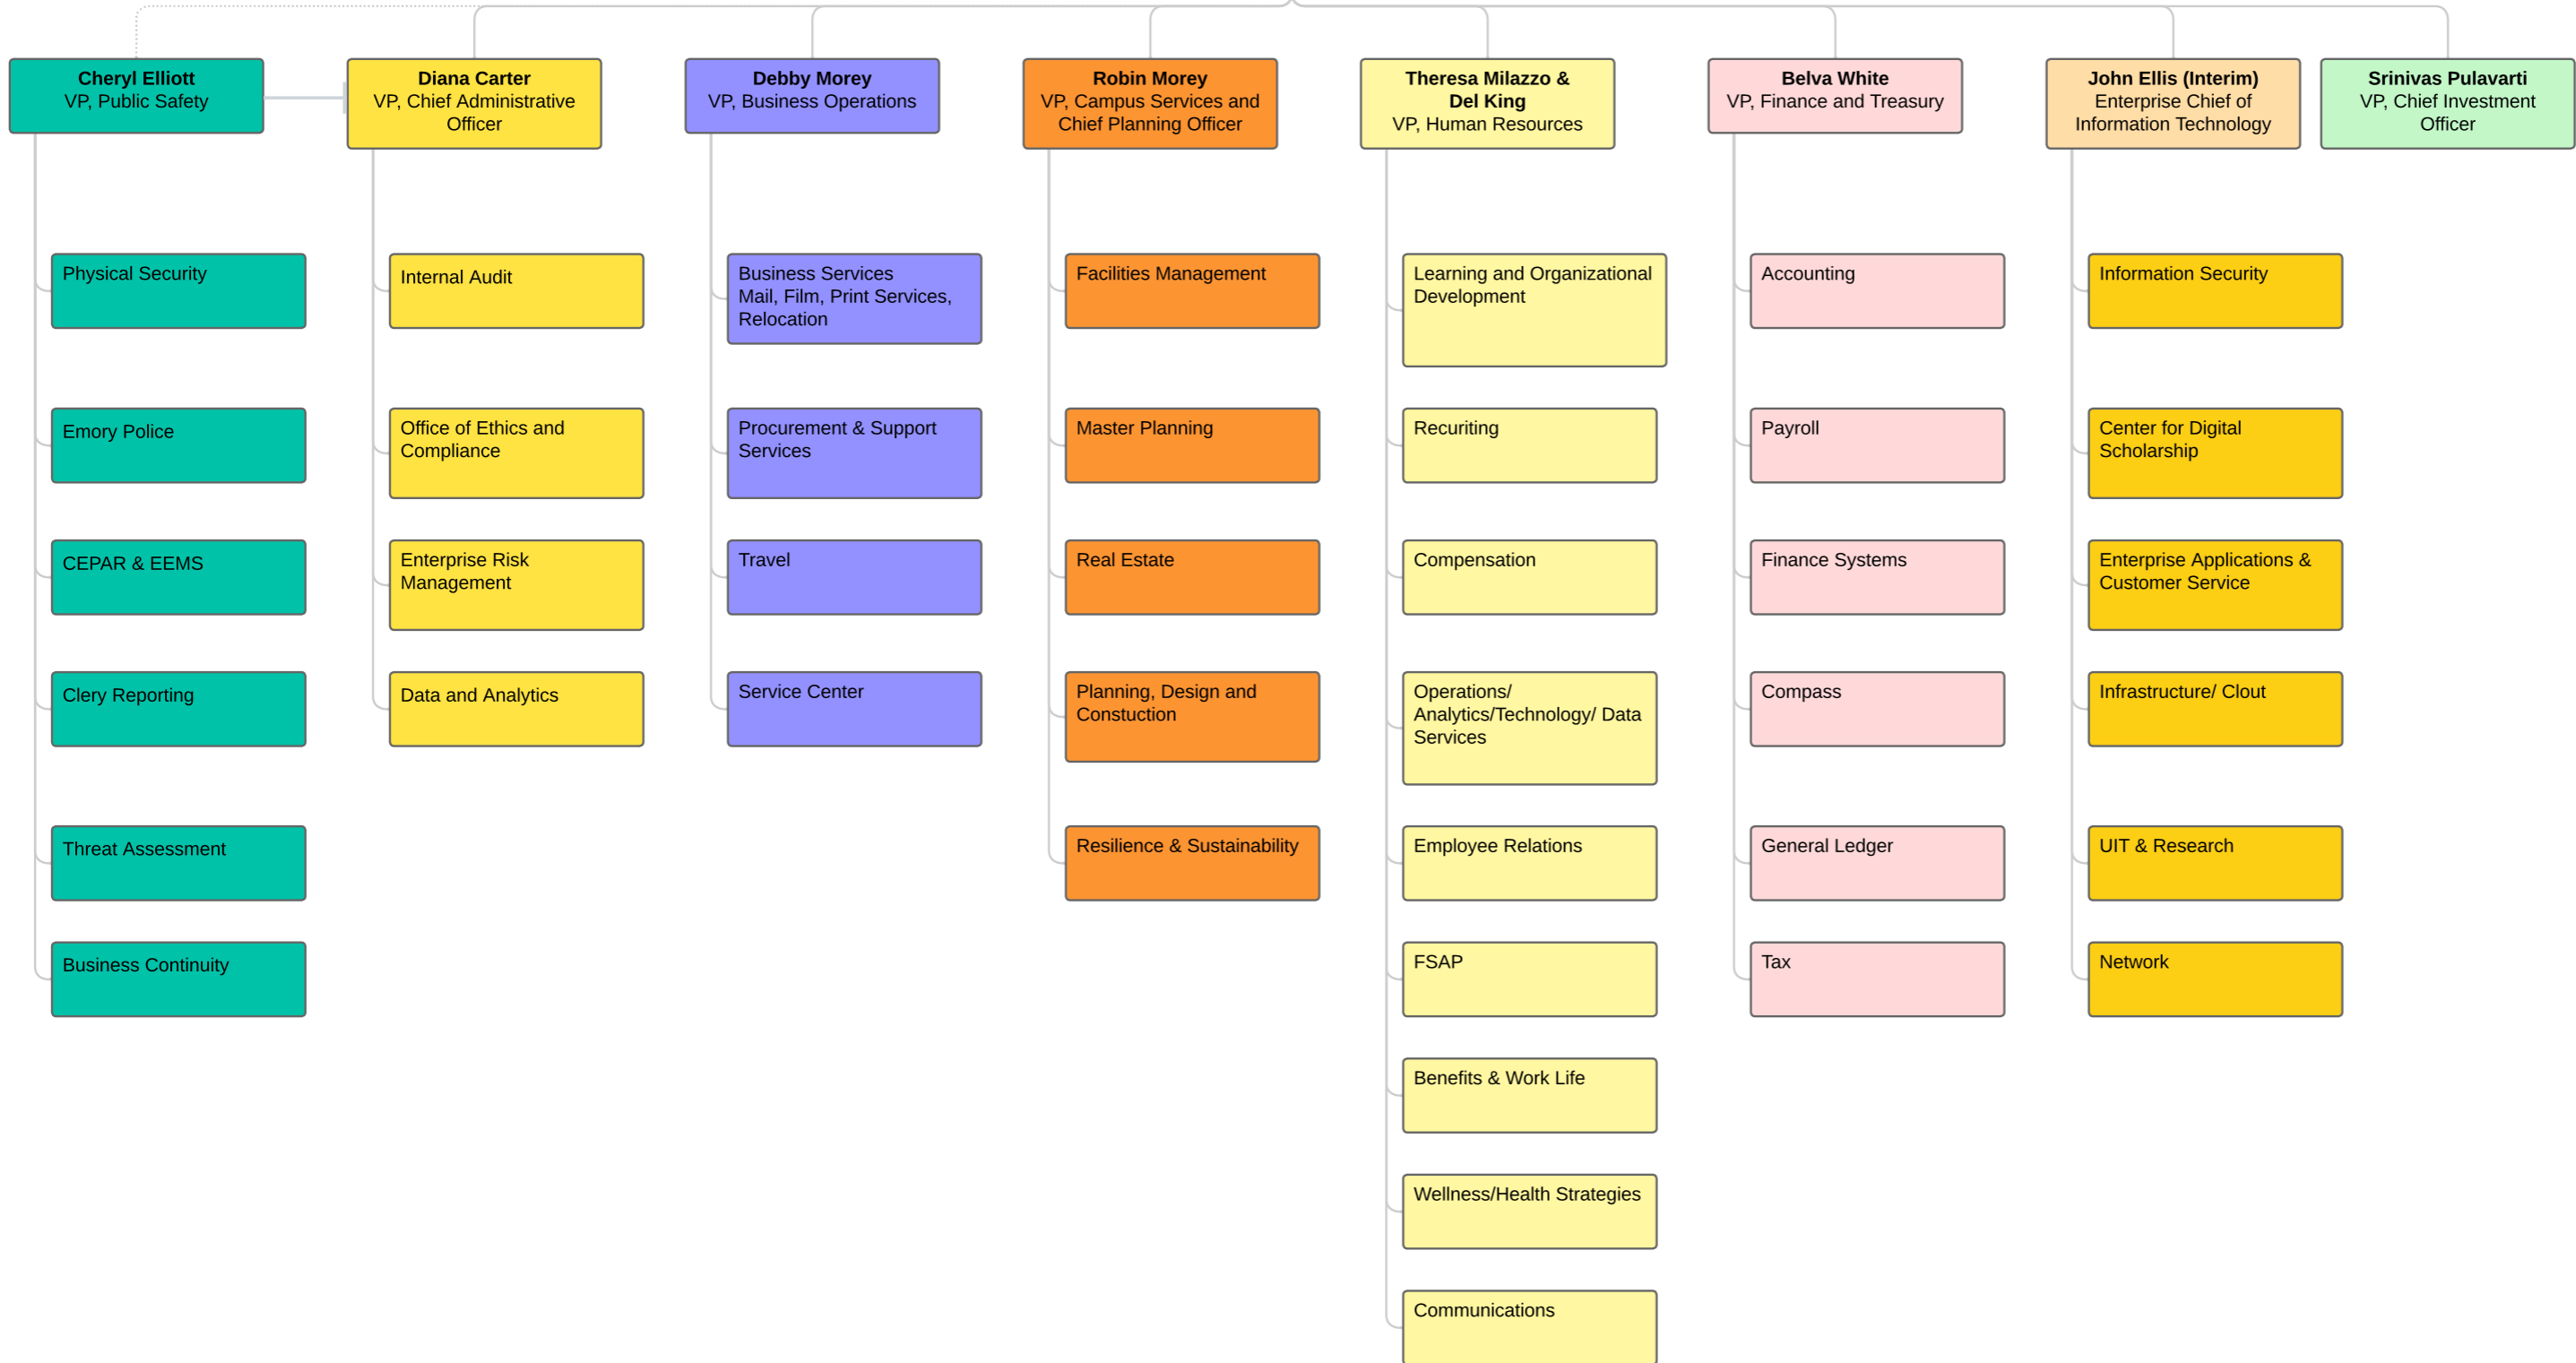 Cheryl Elliott
VP, Public Safety
Diana Carter
VP, Chief Administrative
Officer
Debby Morey
VP, Business Operations
Robin Morey
VP, Campus Services and
Chief Planning Officer
Theresa Milazzo &
Del King
VP, Human Resources
Belva White
VP, Finance and Treasury
John Ellis (Interim)
Enterprise Chief of
Information Technology
Srinivas Pulavarti
VP, Chief Investment
Officer
Physical Security
Emory Police
CEPAR & EEMS
Clery Reporting
Threat Assessment
Business Continuity
Internal Audit
Office of Ethics and
Compliance
Enterprise Risk
Management
Data and Analytics
Business Services
Mail, Film, Print Services,
Relocation
Procurement & Support
Services
Travel
Service Center
Facilities Management
Master Planning
Real Estate
Planning, Design and
Constuction
Resilience & Sustainability
Learning and Organizational
Development
Recuriting
Compensation
Operations/
Analytics/Technology/ Data
Services
Employee Relations
FSAP
Benefits & Work Life
Wellness/Health Strategies
Communications
Accounting
Payroll
Finance Systems
Compass
General Ledger
Tax
Information Security
Center for Digital
Scholarship
Enterprise Applications &
Customer Service
Infrastructure/ Clout
UIT & Research
Network